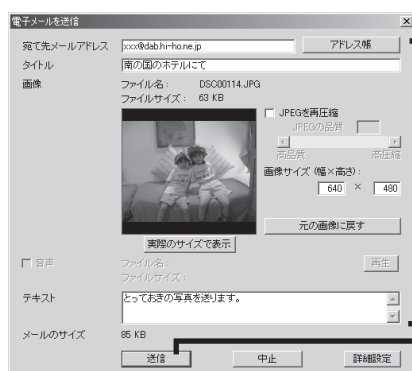 電子メールを送信
宛て先メールアドレス xxx@dab.hi-ho.ne.jp アドレス帳
タイトル 南の国のホテルにて
画像 ファイル名： DSC00114.JPG
ファイルサイズ： 63 KB
JPEGを再圧縮
JPEGの品質：
高品質 高圧縮
画像サイズ（幅×高さ）：
640 × 480
元の画像に戻す
実際のサイズで表示
音声 ファイル名： 再生
ファイルサイズ：
テキスト とっておきの写真を送ります。
メールのサイズ 85 KB
送信 中止 詳細設定